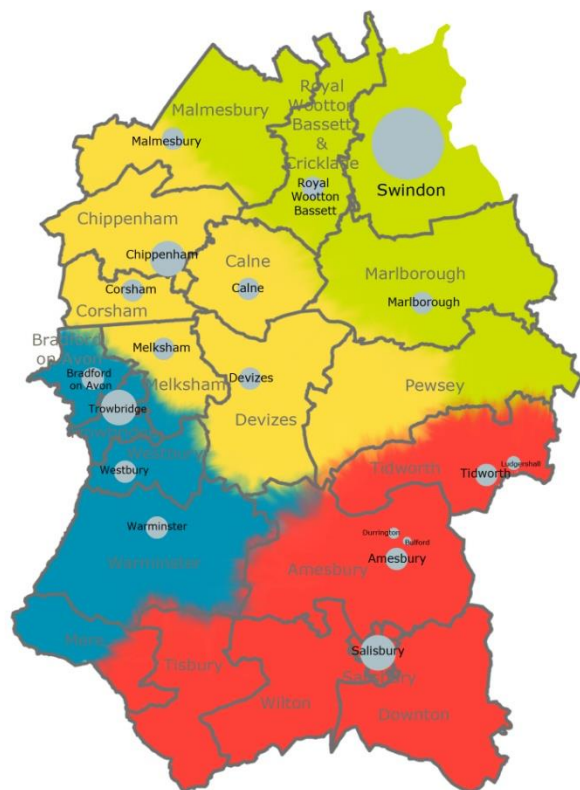 Royal
Wootton
Bassett
&
Cricklade
Malmesbury
Malmesbury
Swindon
Royal
Wootton
Bassett
Chippenham
Chippenham
Calne
Calne
Marlborough
Marlborough
Corsham
Corsham
Bradford
on Avon
Bradford
on Avon
Melksham
Melksham
Devizes
Devizes
Pewsey
Trowbridge
Westbury
Westbury
Tidworth
Tidworth
Ludgershall
Warminster
Warminster
Durrington
Bulford
Amesbury
Amesbury
Mere
Tisbury
Salisbury
Salisbury
Wilton
Downton